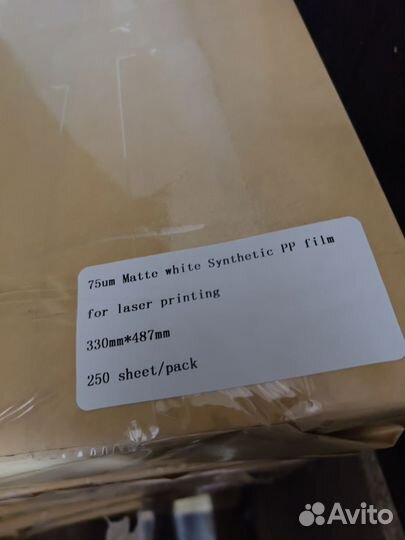 75um Matte white Synthetic PP film
for laser printing
330mm*487mm
250 sheet/pack
Avito